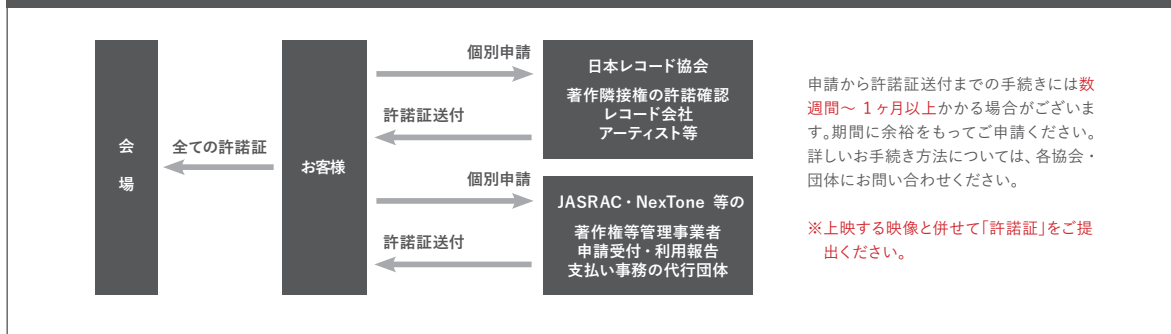 会
場
全ての許諾証
お客様
個別申請
許諾証送付
日本レコード協会
著作隣接権の許諾確認
レコード会社
アーティスト等
個別申請
許諾証送付
JASRAC・NexTone 等の
著作権等管理事業者
申請受付・利用報告
支払い事務の代行団体
申請から許諾証送付までの手続きには数
週間〜 1ヶ月以上かかる場合がございま
す。期間に余裕をもってご申請ください。
詳しいお手続き方法については、各協会・
団体にお問い合わせください。
※上映する映像と併せて「許諾証」をご提
出ください。